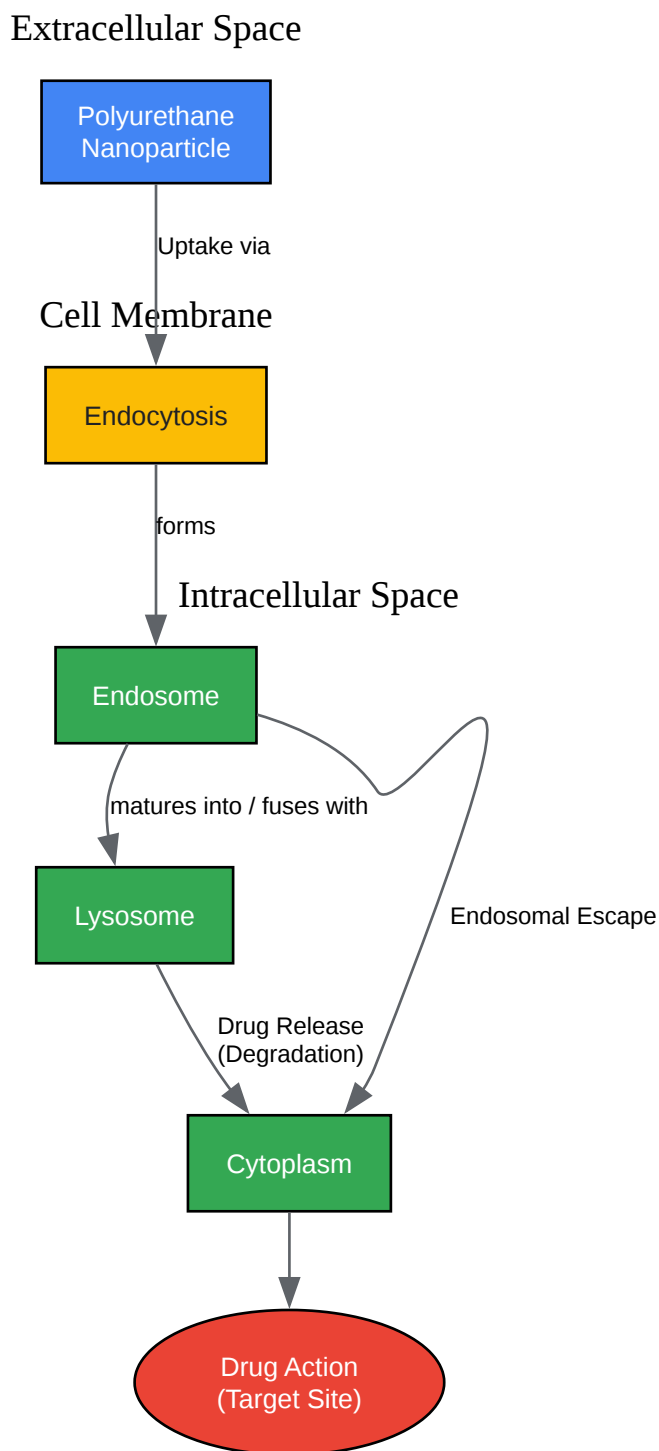 Extracellular Space
Polyurethane
Nanoparticle
Uptake via
Cell Membrane
Endocytosis
forms
Intracellular Space
Endosome
matures into / fuses with
Lysosome
Endosomal Escape
Drug Release
(Degradation)
Cytoplasm
Drug Action
(Target Site)